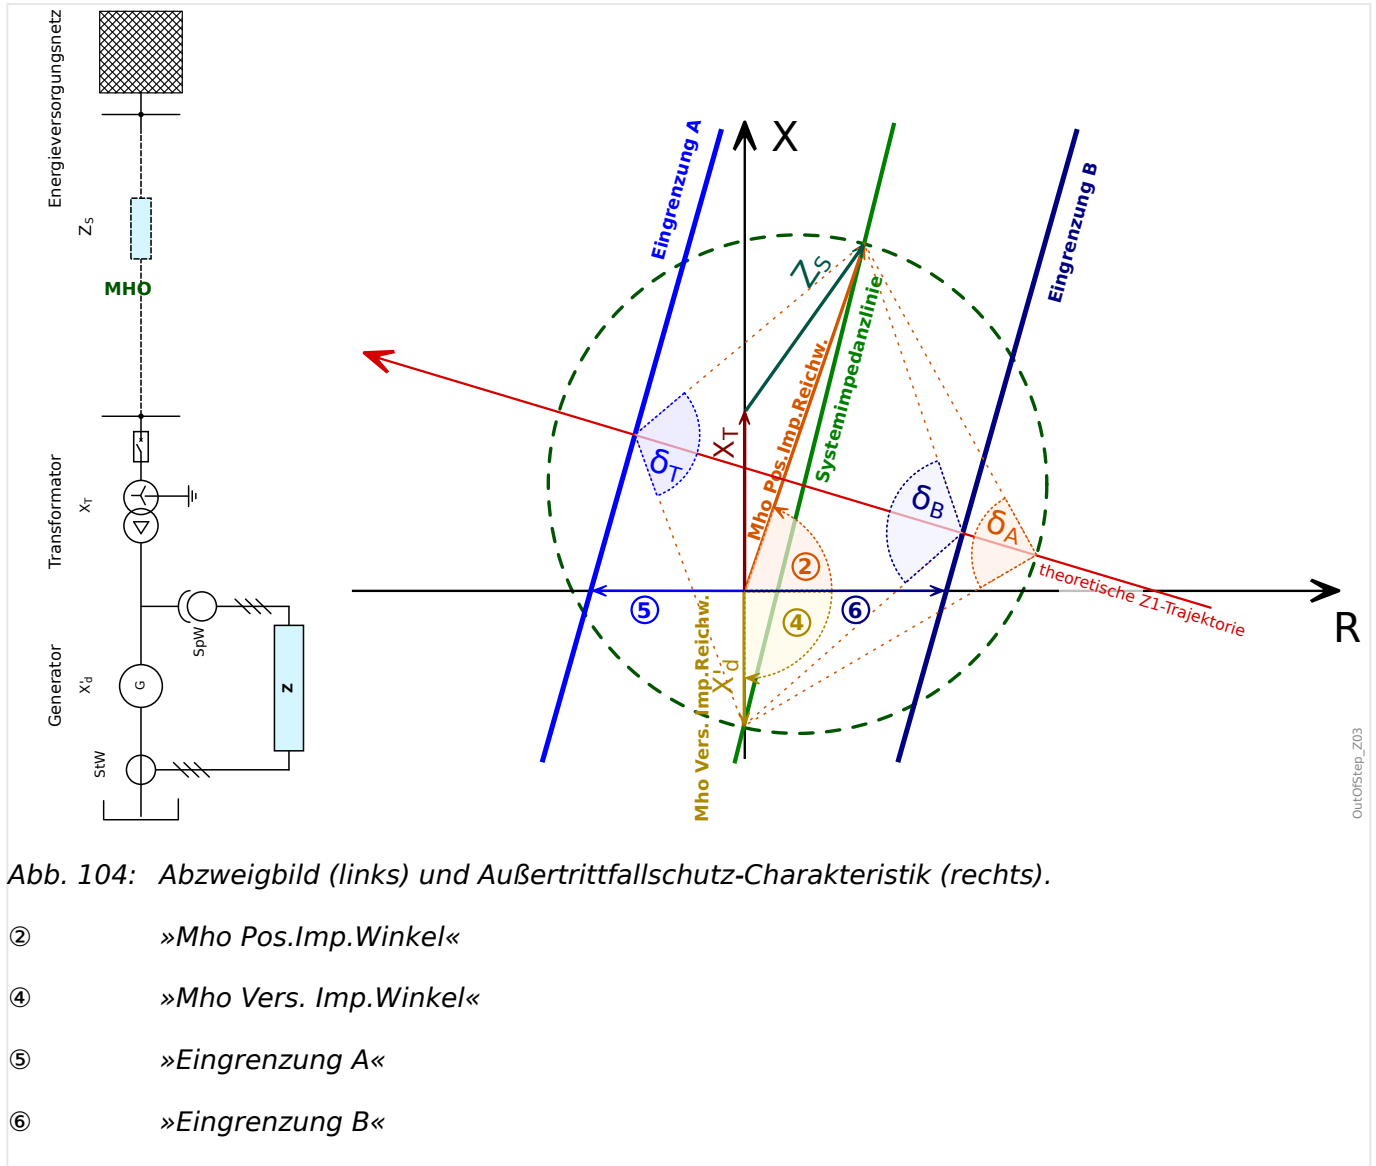 Energieversorgungsnetz
ZS
MHO
Transformator
XT
Generator
X'd
G
SpW
StW
Z
X
R
Eingrenzung A
Eingrenzung B
ZS
XT
X'd
Mho Pos.Imp.Reichw.
Systemimpedanzlinie
Mho Vers. Imp.Reichw.
δT
δB
δA
②
④
⑤
⑥
theoretische Z1-Trajektorie
OutOfStep_Z03
Abb. 104: Abzweigbild (links) und Außertrittfallschutz-Charakteristik (rechts).
② »Mho Pos.Imp.Winkel«
④ »Mho Vers. Imp.Winkel«
⑤ »Eingrenzung A«
⑥ »Eingrenzung B«